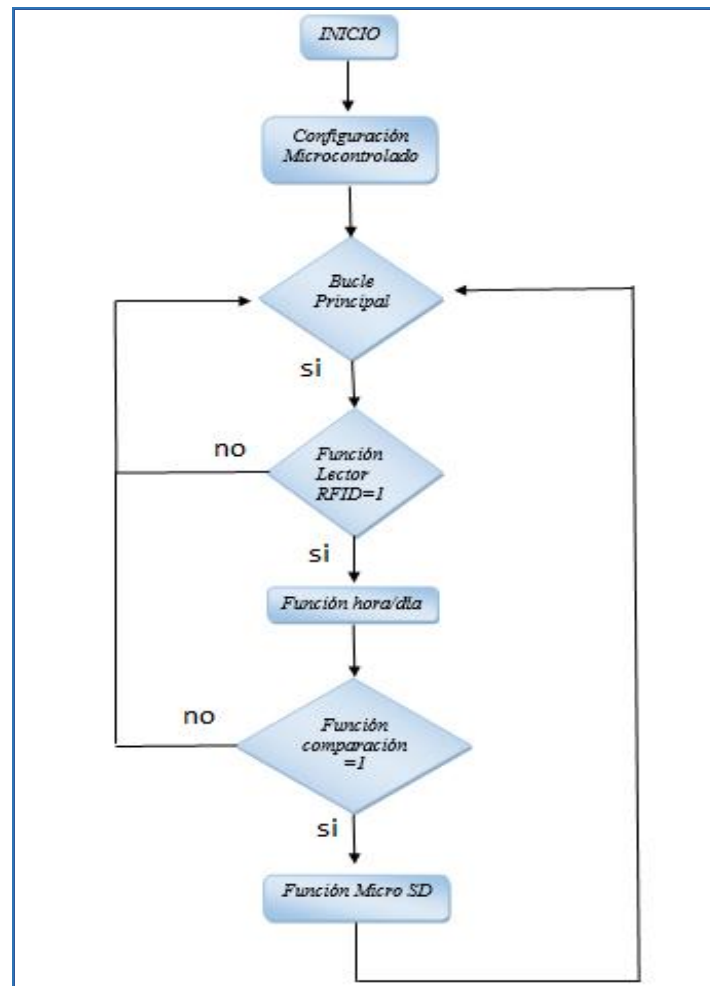 INICIO
Configuración
Microcontrolado
Bucle
Principal
si
no
Función
Lector
RFID=1
si
Función hora/día
no
Función
comparación
=1
si
Función Micro SD